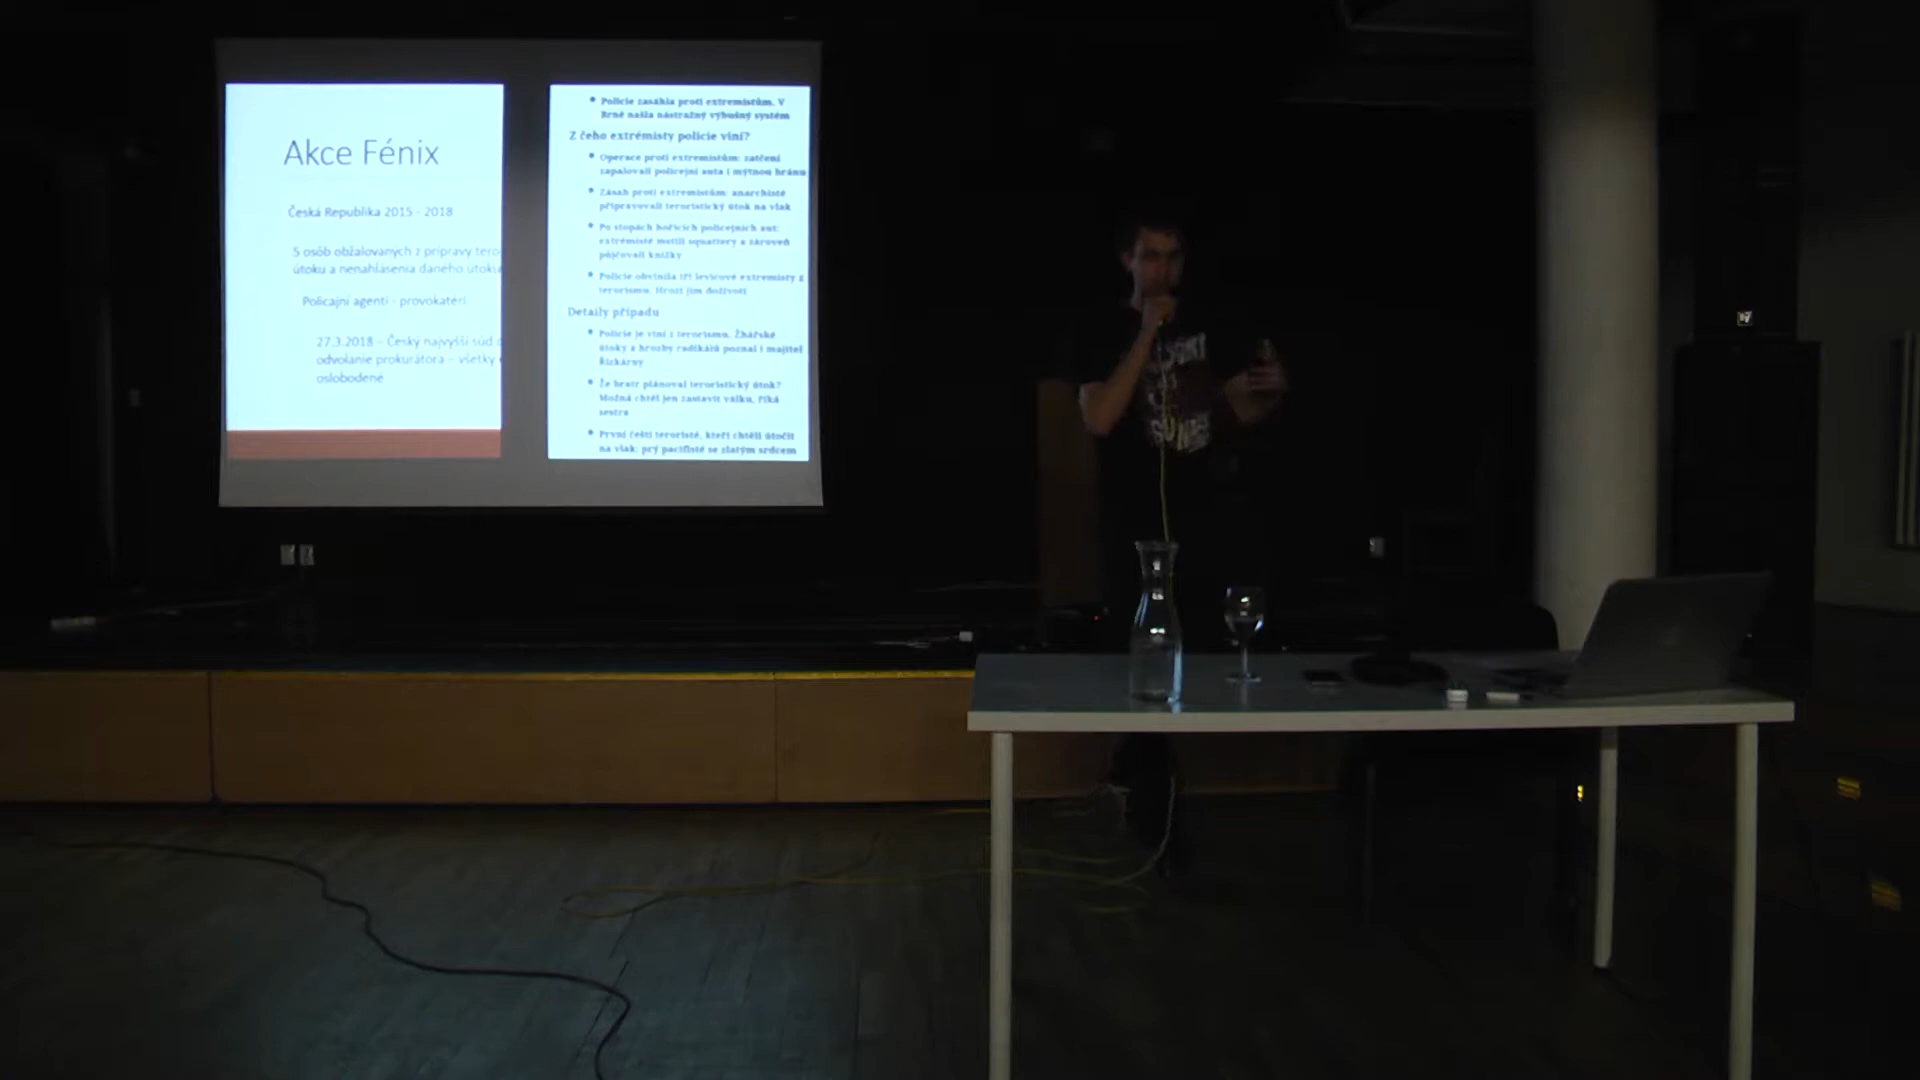 Akce Fénix
Česká Republika 2015 - 2018
5 osôb obžalovaných z prípravy tero
útoku a nenahlásenia daného útoku
Policajní agenti - provokatéri
27.3.2018 – Česky najvyšší súd
odvolanie prokurátora – všetky
oslobodené
Policie zasáhla proti extremistům. V
Brně našla nástražný výbušný systém
Z čeho extrémisty policie viní?
Operace proti extremistům: zatčení
zapalovali policejní auta i mýtnou bránu
Zásah proti extremistům: anarchisté
připravovali teroristický útok na vlak
Po stopách hořících policejních aut:
extrémisté mstili squattery a zároveň
půjčovali knížky
Policie obvinila tři levicové extremisty z
terorismu. Hrozí jim doživotí
Detaily případu
Policie je viní z terorismu. Žhářské
útoky a hrozby radikálů poznal i majitel
Řízkárny
Že bratr plánoval teroristický útok?
Možná chtěl jen zastavit válku, říká
sestra
První čeští teroristé, kteří chtěli útočit
na vlak: prý pacifisté se zlatým srdcem